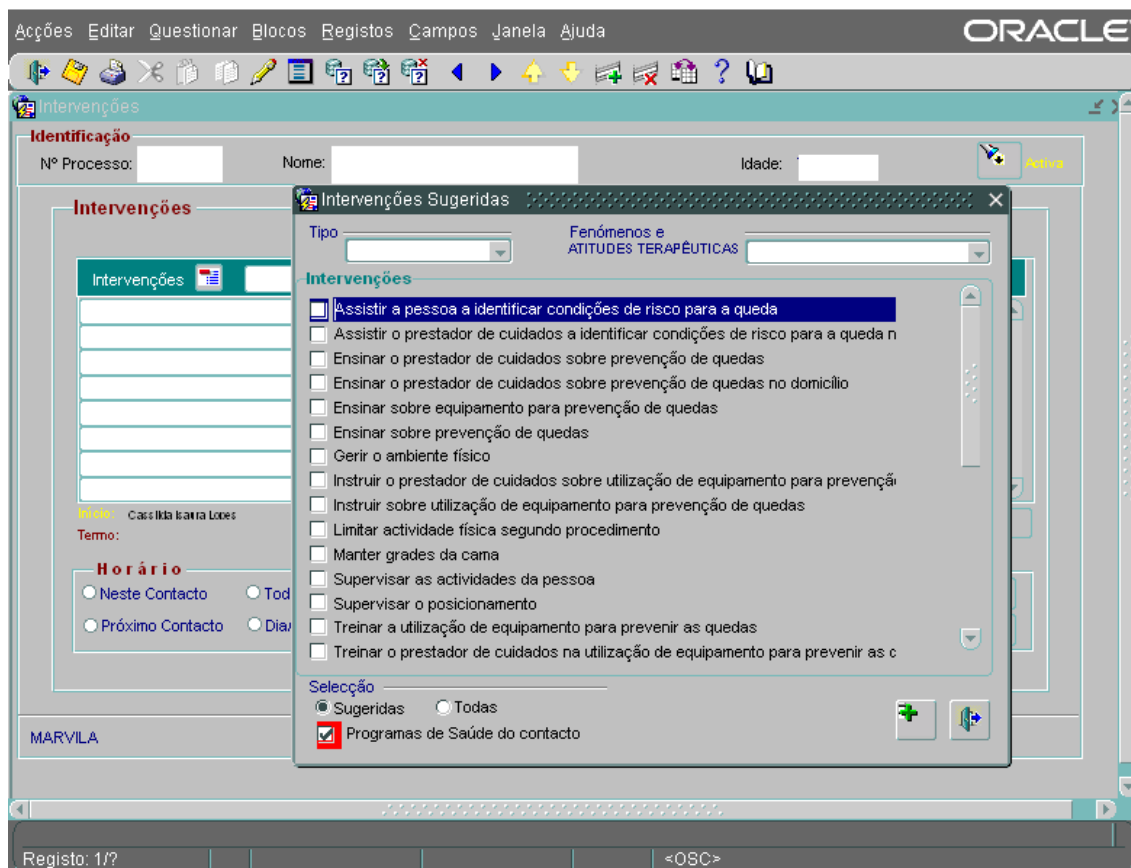 Acções Editar Questionar Blocos Registos Campos Janela Ajuda ORACLE
Intervenções
Identificação
Nº Processo: Nome: Idade: Activa
Intervenções
Intervenções Sugeridas
Tipo
Fenómenos e
ATITUDES TERAPÊUTICAS
Intervenções
Intervenções
Assistir a pessoa a identificar condições de risco para a queda
Assistir o prestador de cuidados a identificar condições de risco para a queda n
Ensinar o prestador de cuidados sobre prevenção de quedas
Ensinar o prestador de cuidados sobre prevenção de quedas no domicílio
Ensinar sobre equipamento para prevenção de quedas
Ensinar sobre prevenção de quedas
Gerir o ambiente físico
Instruir o prestador de cuidados sobre utilização de equipamento para prevençã
Instruir sobre utilização de equipamento para prevenção de quedas
Limitar actividade física segundo procedimento
Manter grades da cama
Supervisar as actividades da pessoa
Supervisar o posicionamento
Treinar a utilização de equipamento para prevenir as quedas
Treinar o prestador de cuidados na utilização de equipamento para prevenir as c
Início: Cassilda Isaura Lopes
Termo:
Horário
Neste Contacto Tod
Próximo Contacto Dia/
Selecção
Sugeridas Todas
Programas de Saúde do contacto
MARVILA
Registo: 1/? <OSC>